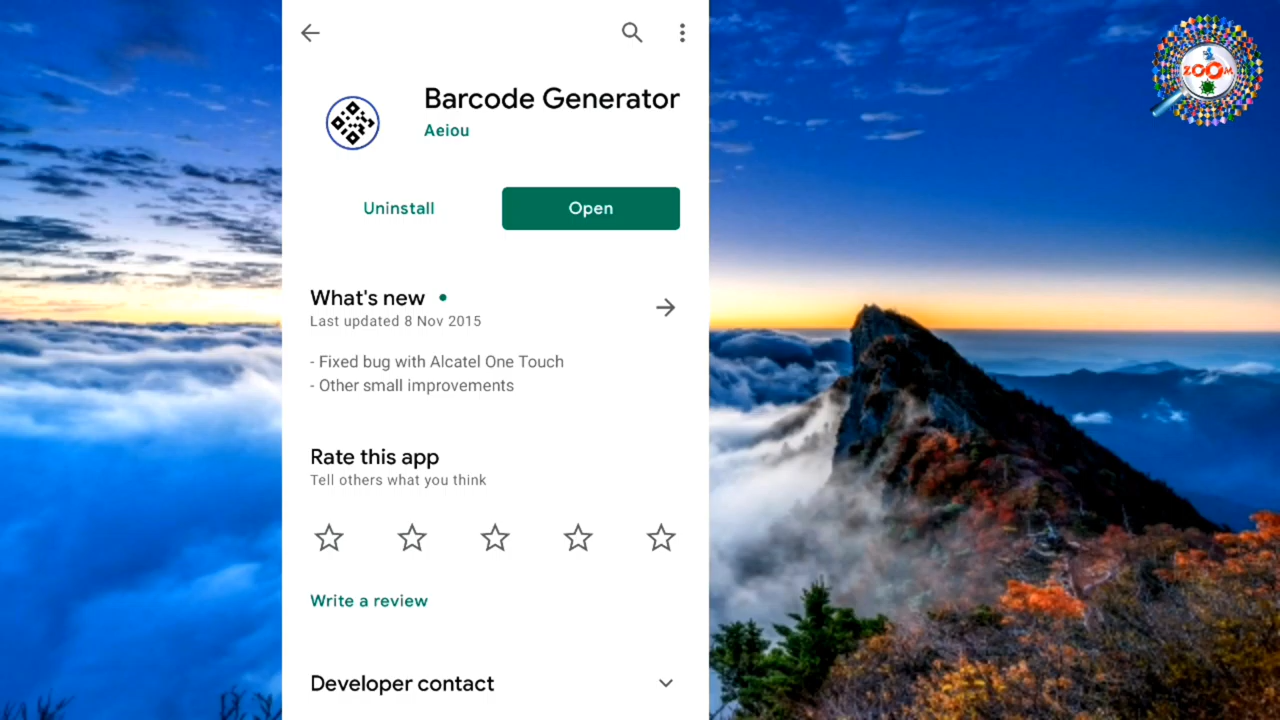 ZOOM
Barcode Generator
Aeiou
Uninstall
Open
What's new
Last updated 8 Nov 2015
- Fixed bug with Alcatel One Touch
- Other small improvements
Rate this app
Tell others what you think
Write a review
Developer contact